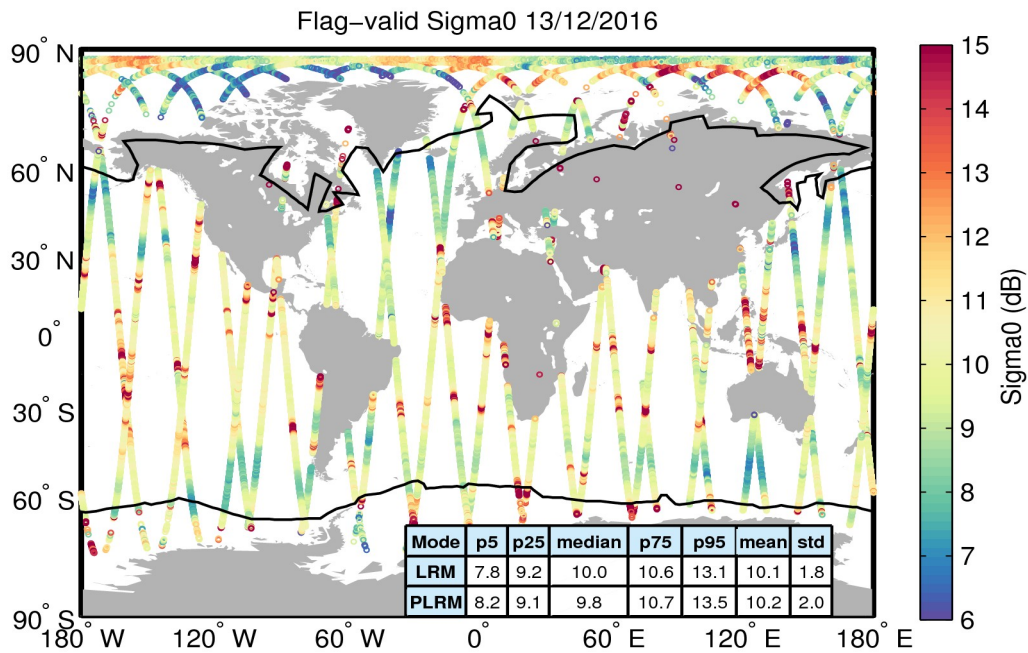 Flag−valid Sigma0 13/12/2016
90° N
60° N
30° N
0°
30° S
60° S
90° S
180° W
120° W
60° W
0°
60° E
120° E
180° E
15
14
13
12
11
10
9
8
7
6
Sigma0 (dB)
Mode p5 p25 median p75 p95 mean std
LRM 7.8 9.2 10.0 10.6 13.1 10.1 1.8
PLRM 8.2 9.1 9.8 10.7 13.5 10.2 2.0